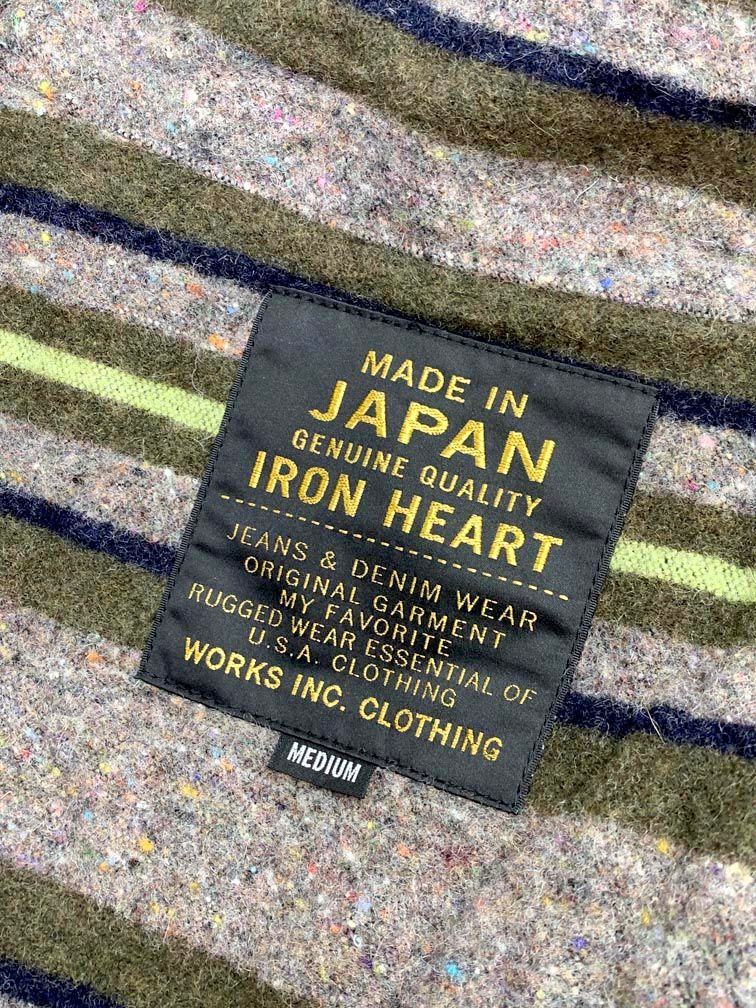 MADE IN
JAPAN
GENUINE QUALITY
IRON HEART
JEANS & DENIM WEAR
ORIGINAL GARMENT
MY FAVORITE
RUGGED WEAR ESSENTIAL OF
U.S.A. CLOTHING
WORKS INC. CLOTHING
MEDIUM